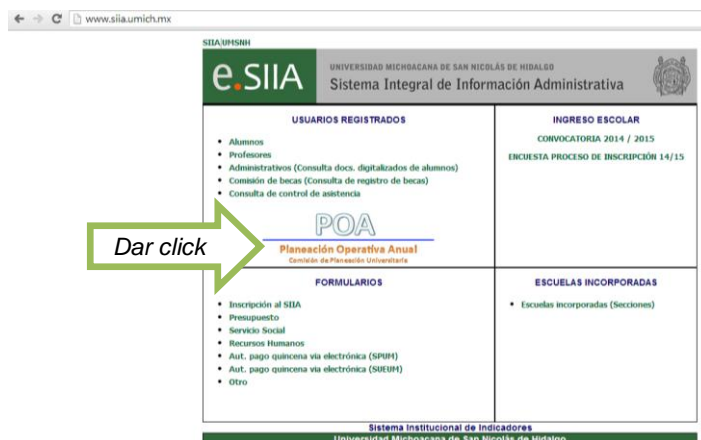 www.siia.umich.mx
SIIA|UMSNH
e.SIIA
UNIVERSIDAD MICHOACANA DE SAN NICOLÁS DE HIDALGO
Sistema Integral de Información Administrativa
USUARIOS REGISTRADOS
Alumnos
Profesores
Administrativos (Consulta docs. digitalizados de alumnos)
Comisión de becas (Consulta de registro de becas)
Consulta de control de asistencia
INGRESO ESCOLAR
CONVOCATORIA 2014 / 2015
ENCUESTA PROCESO DE INSCRIPCIÓN 14/15
Dar click
POA
Planeación Operativa Anual
Comisión de Planeación Universitaria
FORMULARIOS
Inscripción al SIIA
Presupuesto
Servicio Social
Recursos Humanos
Aut. pago quincena via electrónica (SPUM)
Aut. pago quincena via electrónica (SUEUM)
Otro
ESCUELAS INCORPORADAS
Escuelas incorporadas (Secciones)
Sistema Institucional de Indicadores
Universidad Michoacana de San Nicolás de Hidalgo